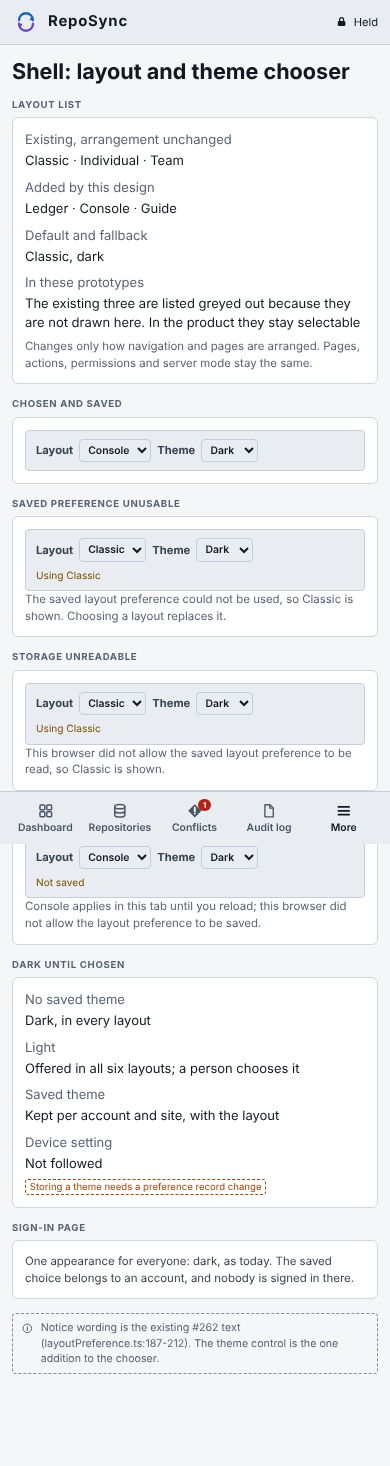 RepoSync
Held
Shell: layout and theme chooser
LAYOUT LIST
Existing, arrangement unchanged
Classic · Individual · Team
Added by this design
Ledger · Console · Guide
Default and fallback
Classic, dark
In these prototypes
The existing three are listed greyed out because they
are not drawn here. In the product they stay selectable
Changes only how navigation and pages are arranged. Pages,
actions, permissions and server mode stay the same.
CHOSEN AND SAVED
Layout Console Theme Dark
SAVED PREFERENCE UNUSABLE
Layout Classic Theme Dark
Using Classic
The saved layout preference could not be used, so Classic is
shown. Choosing a layout replaces it.
STORAGE UNREADABLE
Layout Classic Theme Dark
Using Classic
This browser did not allow the saved layout preference to be
read, so Classic is shown.
1
Dashboard Repositories Conflicts Audit log More
Layout Console Theme Dark
Not saved
Console applies in this tab until you reload; this browser did
not allow the layout preference to be saved.
DARK UNTIL CHOSEN
No saved theme
Dark, in every layout
Light
Offered in all six layouts; a person chooses it
Saved theme
Kept per account and site, with the layout
Device setting
Not followed
Storing a theme needs a preference record change
SIGN-IN PAGE
One appearance for everyone: dark, as today. The saved
choice belongs to an account, and nobody is signed in there.
Notice wording is the existing #262 text
(layoutPreference.ts:187-212). The theme control is the one
addition to the chooser.